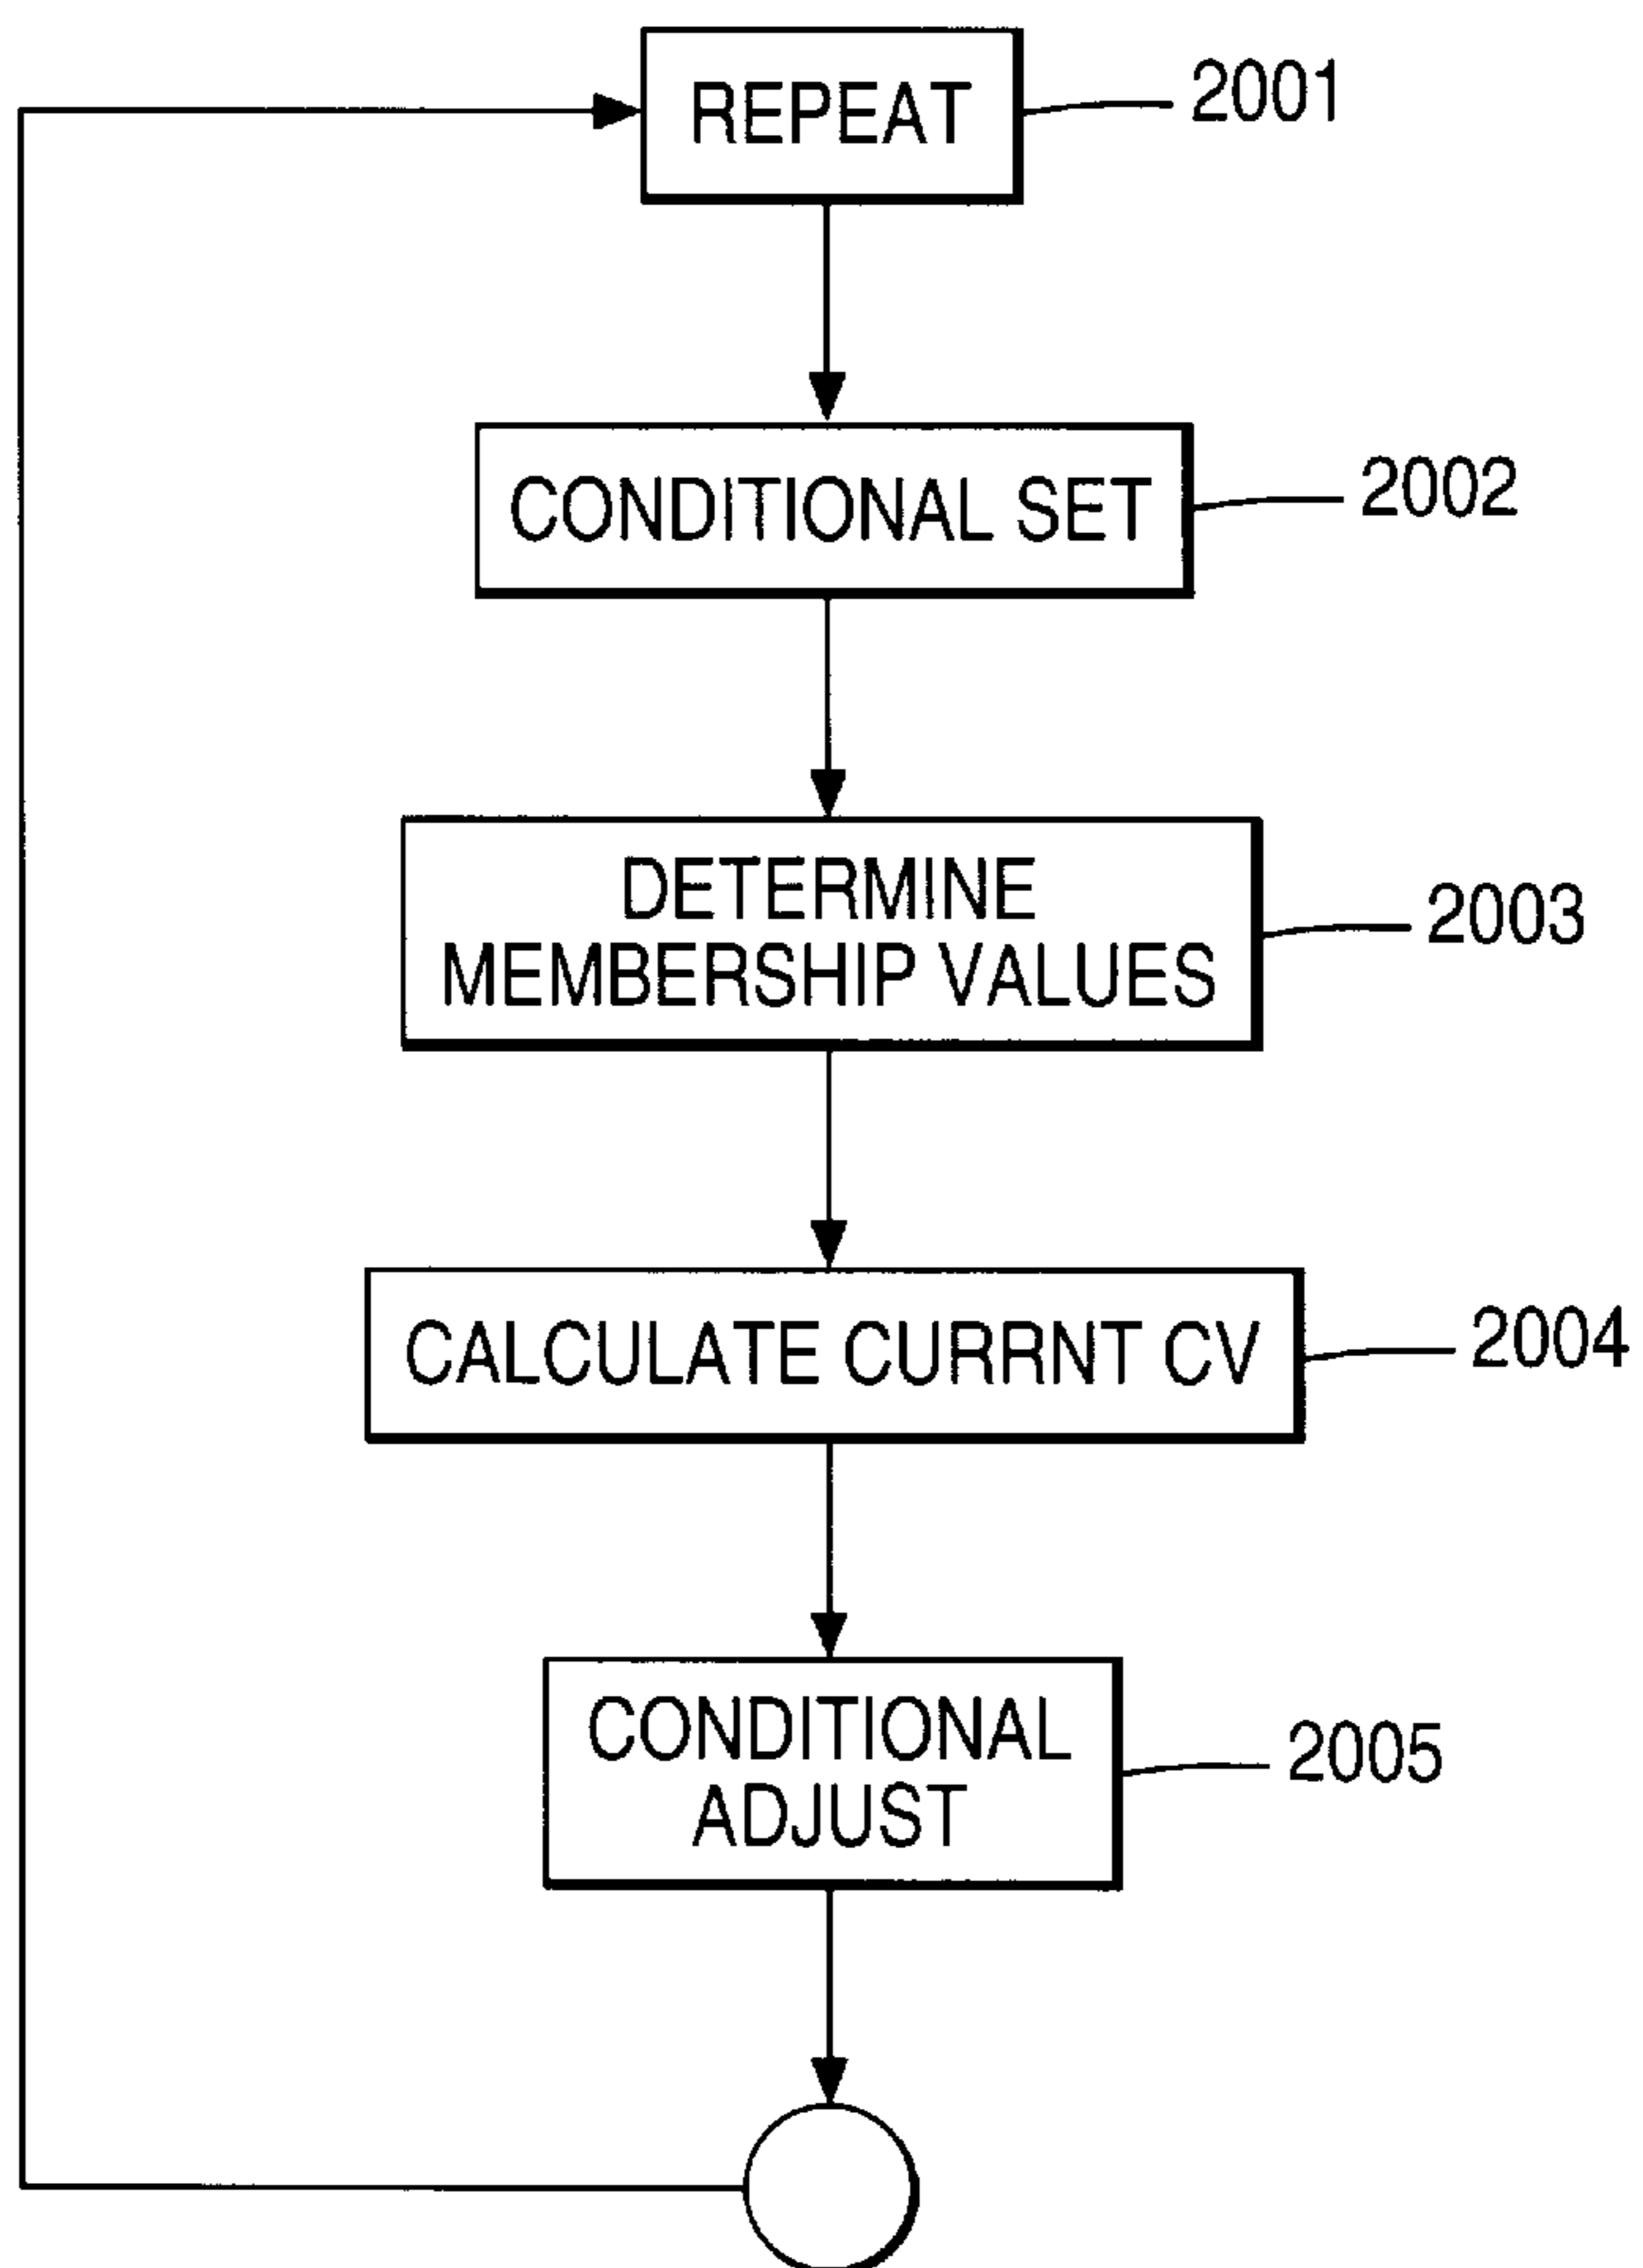 REPEAT
2001
CONDITIONAL SET
2002
DETERMINE
MEMBERSHIP VALUES
2003
CALCULATE CURRNT CV
2004
CONDITIONAL
ADJUST
2005